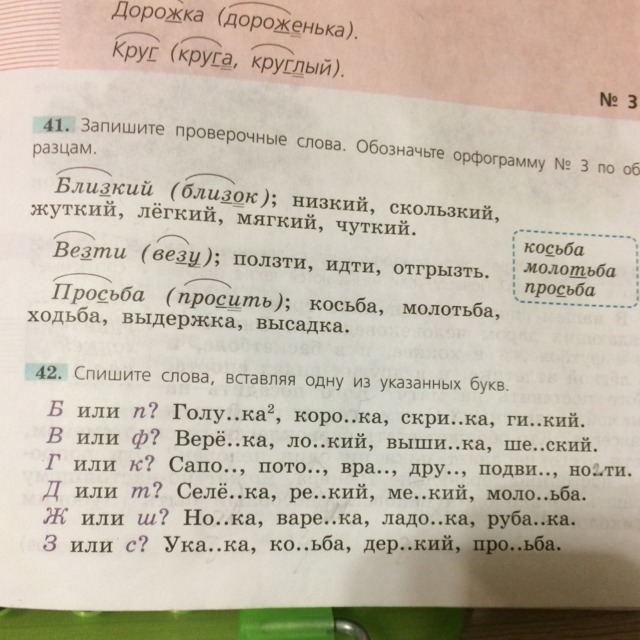 Дорожка (дороженька).
Круг (круга, круглый).
№ 3
41. Запишите проверочные слова. Обозначьте орфограмму № 3 по об
разцам.
Близкий (близок); низкий, скользкий,
жуткий, лёгкий, мягкий, чуткий.
Везти (везу); ползти, идти, отгрызть.
Просьба (просить); косьба, молотьба,
ходьба, выдержка, высадка.
косьба
молотьба
просьба
42. Спишите слова, вставляя одну из указанных букв.
Б или п? Голу..ка², коро..ка, скри..ка, ги..кий.
В или ф? Верё..ка, ло..кий, выши..ка, ше..ский.
Г или к? Сапо.., пото.., вра.., дру.., подви.., но..ти.
Д или т? Селё..ка, ре..кий, ме..кий, моло..ьба.
Ж или ш? Но..ка, варе..ка, ладо..ка, руба..ка.
З или с? Ука..ка, ко..ьба, дер..кий, про..ьба.